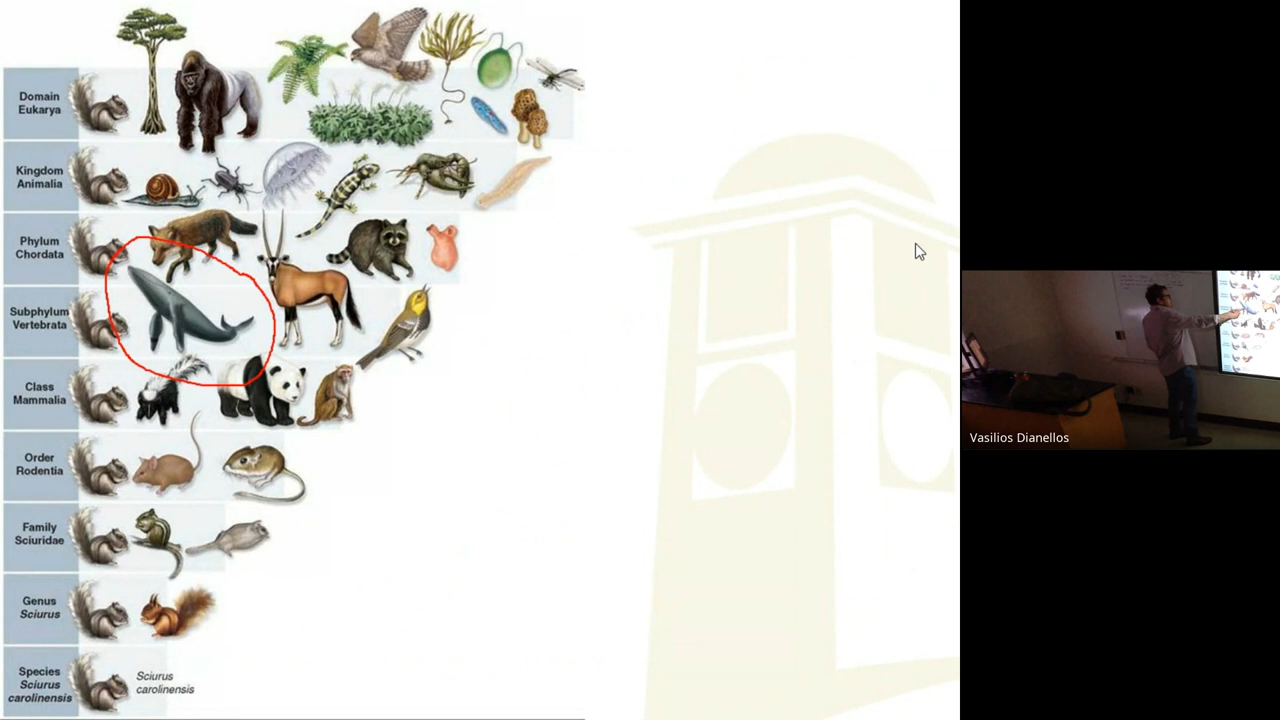 Domain
Eukarya
Kingdom
Animalia
Phylum
Chordata
Subphylum
Vertebrata
Class
Mammalia
Order
Rodentia
Family
Sciuridae
Genus
Sciurus
Species
Sciurus
carolinensis
Sciurus
carolinensis
Vasilios Dianellos